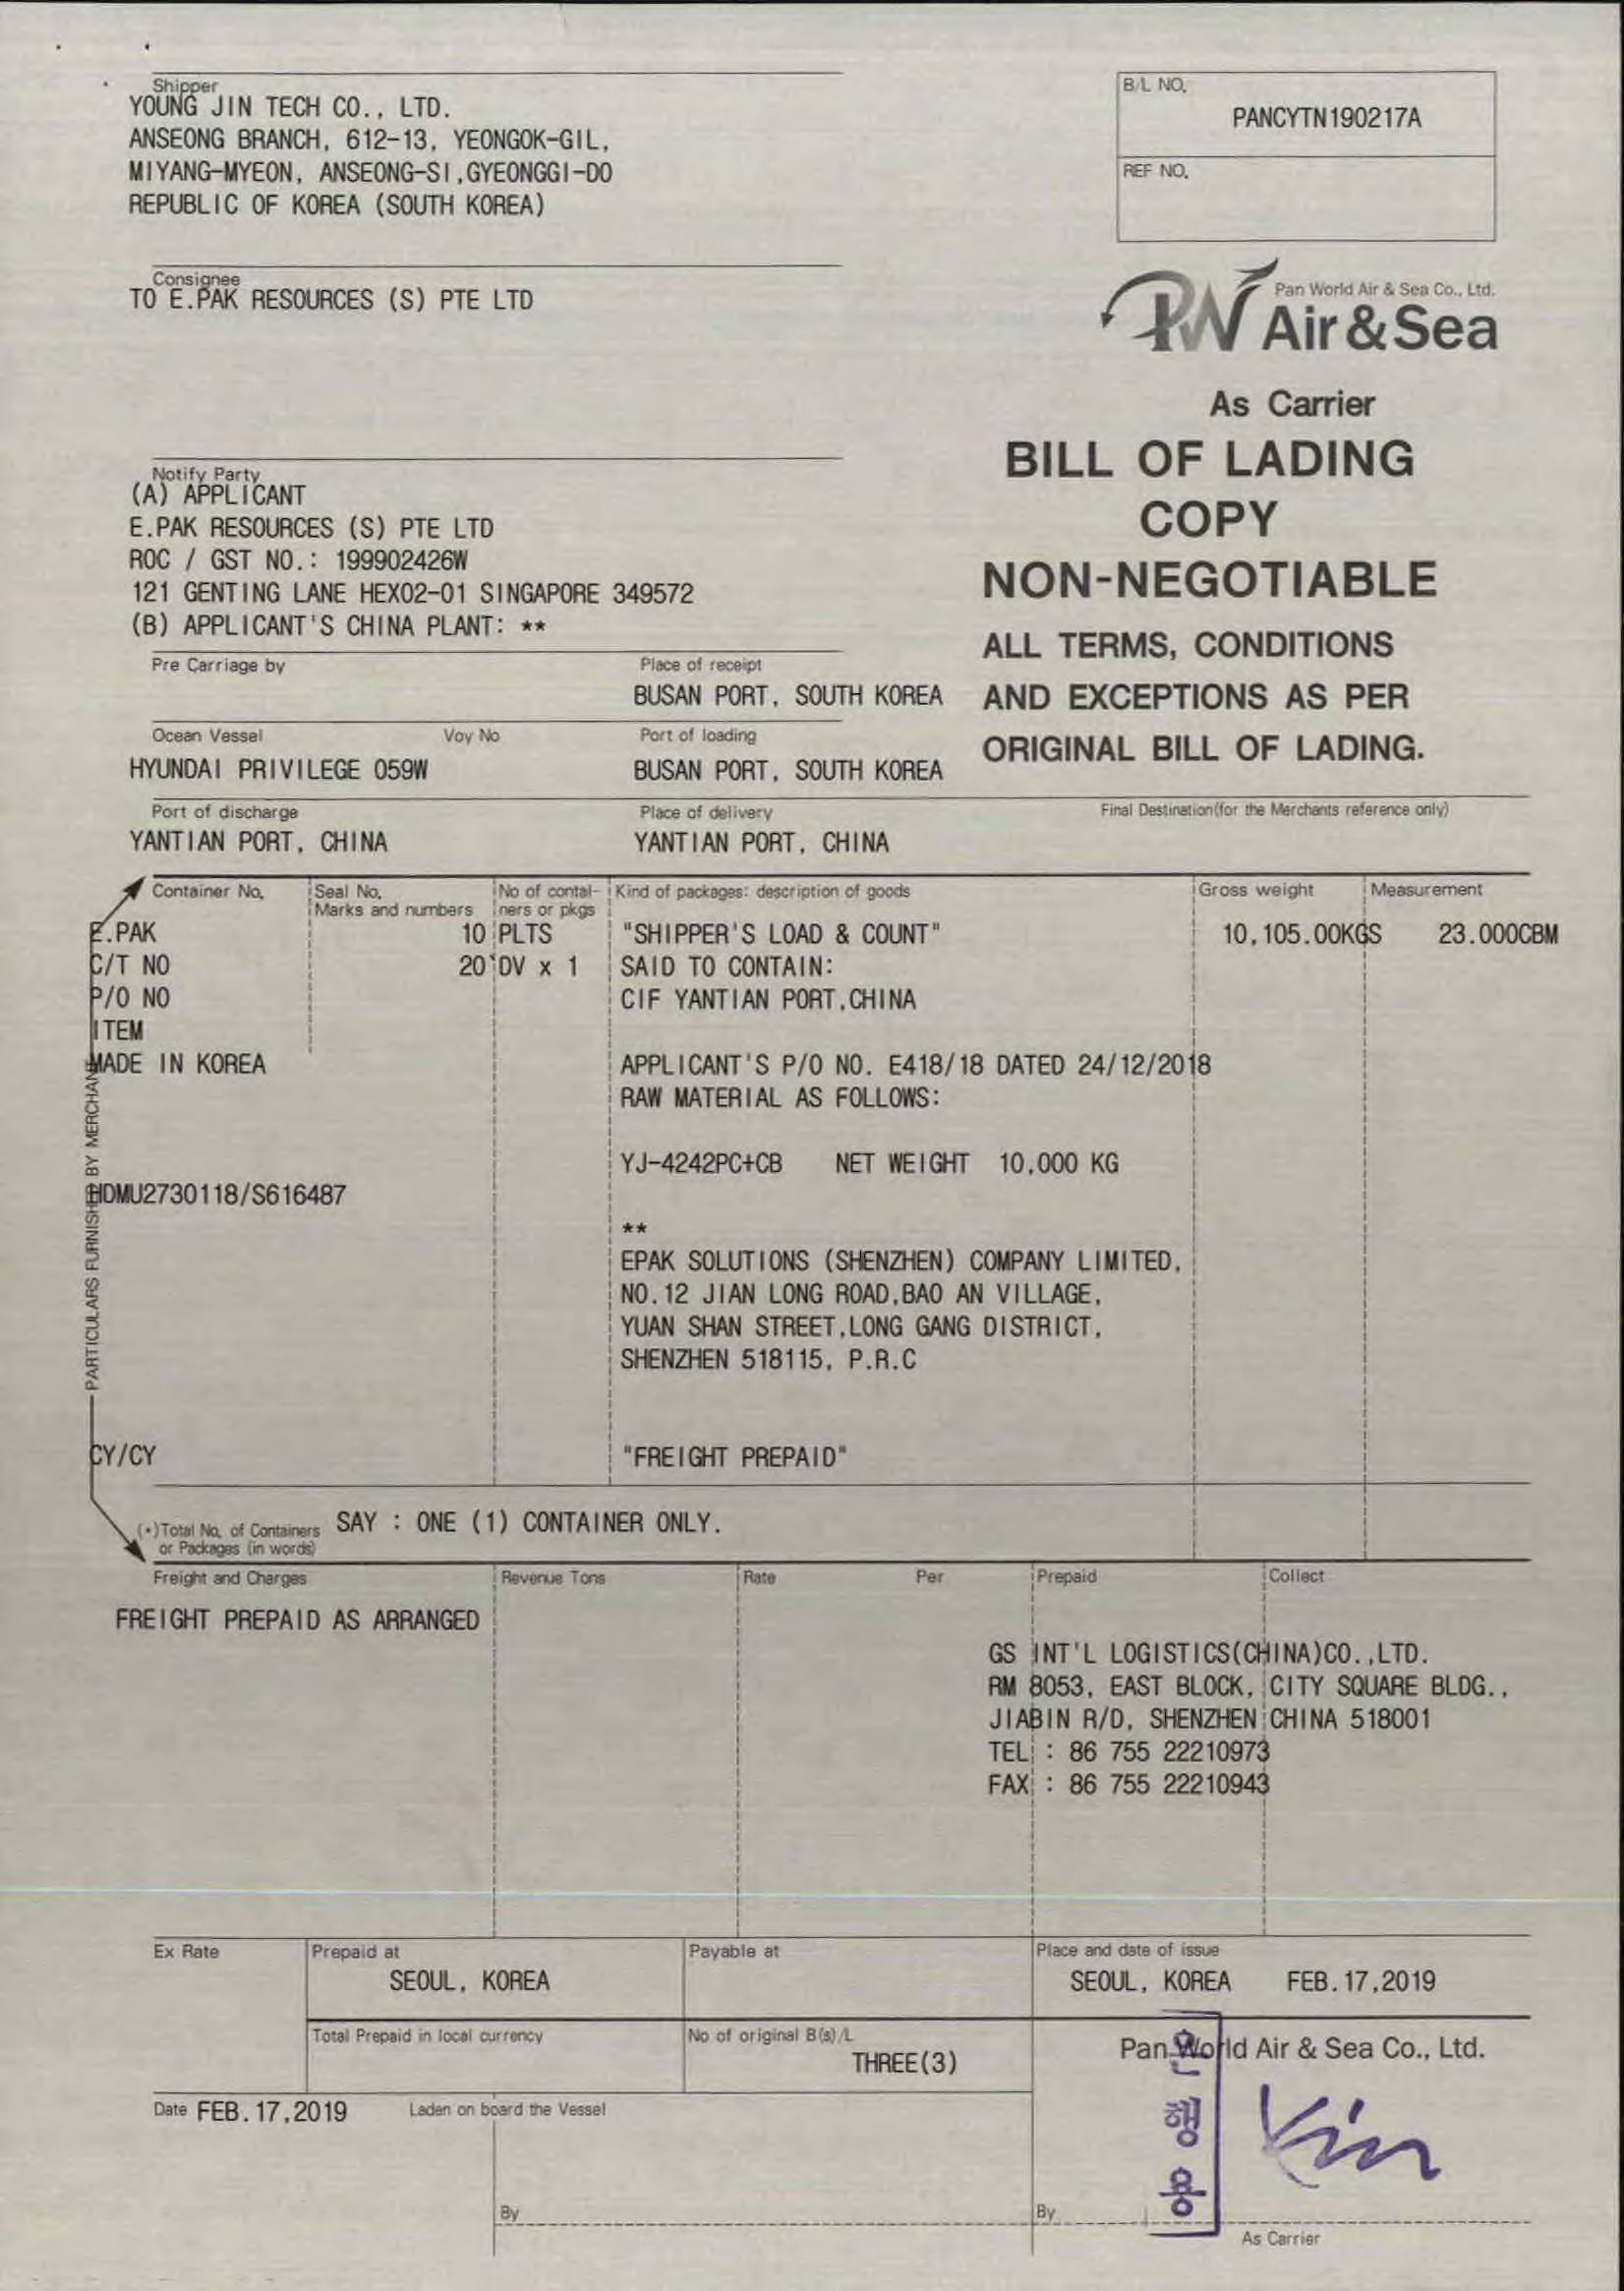 Shipper
YOUNG JIN TECH CO., LTD.
ANSEONG BRANCH, 612-13, YEONGOK-GIL,
MIYANG-MYEON, ANSEONG-SI,GYEONGGI-DO
REPUBLIC OF KOREA (SOUTH KOREA)
B/L NO.
PANCYTN190217A
REF NO.
Consignee
TO E.PAK RESOURCES (S) PTE LTD
PW
Pan World Air & Sea Co., Ltd.
Air&Sea
As Carrier
BILL OF LADING
COPY
NON-NEGOTIABLE
ALL TERMS, CONDITIONS
AND EXCEPTIONS AS PER
ORIGINAL BILL OF LADING.
Notify Party
(A) APPLICANT
E.PAK RESOURCES (S) PTE LTD
ROC / GST NO.: 199902426W
121 GENTING LANE HEX02-01 SINGAPORE 349572
(B) APPLICANT'S CHINA PLANT: **
Pre Carriage by
Place of receipt
BUSAN PORT, SOUTH KOREA
Ocean Vessel Voy No
HYUNDAI PRIVILEGE 059W
Port of loading
BUSAN PORT, SOUTH KOREA
Port of discharge
YANTIAN PORT, CHINA
Place of delivery
YANTIAN PORT, CHINA
Final Destination(for the Merchants reference only)
Container No. Seal No. No of contai- Kind of packages: description of goods Gross weight Measurement
Marks and numbers ners or pkgs
E.PAK 10 PLTS "SHIPPER'S LOAD & COUNT" 10,105.00KGS 23.000CBM
C/T NO 20'DV x 1 SAID TO CONTAIN:
P/O NO CIF YANTIAN PORT,CHINA
ITEM
MADE IN KOREA APPLICANT'S P/O NO. E418/18 DATED 24/12/2018
RAW MATERIAL AS FOLLOWS:
YJ-4242PC+CB NET WEIGHT 10,000 KG
HDMU2730118/S616487
**
EPAK SOLUTIONS (SHENZHEN) COMPANY LIMITED,
NO.12 JIAN LONG ROAD,BAO AN VILLAGE,
YUAN SHAN STREET,LONG GANG DISTRICT,
SHENZHEN 518115, P.R.C
CY/CY "FREIGHT PREPAID"
PARTICULARS FURNISHED BY MERCHANT
(*)Total No. of Containers
or Packages (in words)
SAY : ONE (1) CONTAINER ONLY.
Freight and Charges Revenue Tons Rate Per Prepaid Collect
FREIGHT PREPAID AS ARRANGED
GS INT'L LOGISTICS(CHINA)CO.,LTD.
RM 8053, EAST BLOCK, CITY SQUARE BLDG.,
JIABIN R/D, SHENZHEN CHINA 518001
TEL : 86 755 22210973
FAX : 86 755 22210943
Ex Rate
Prepaid at
SEOUL, KOREA
Payable at
Place and date of issue
SEOUL, KOREA FEB.17,2019
Total Prepaid in local currency
No of original B(s)/L
THREE(3)
Pan World Air & Sea Co., Ltd.
은행용
Kim
Date FEB.17,2019 Laden on board the Vessel
By
By
As Carrier